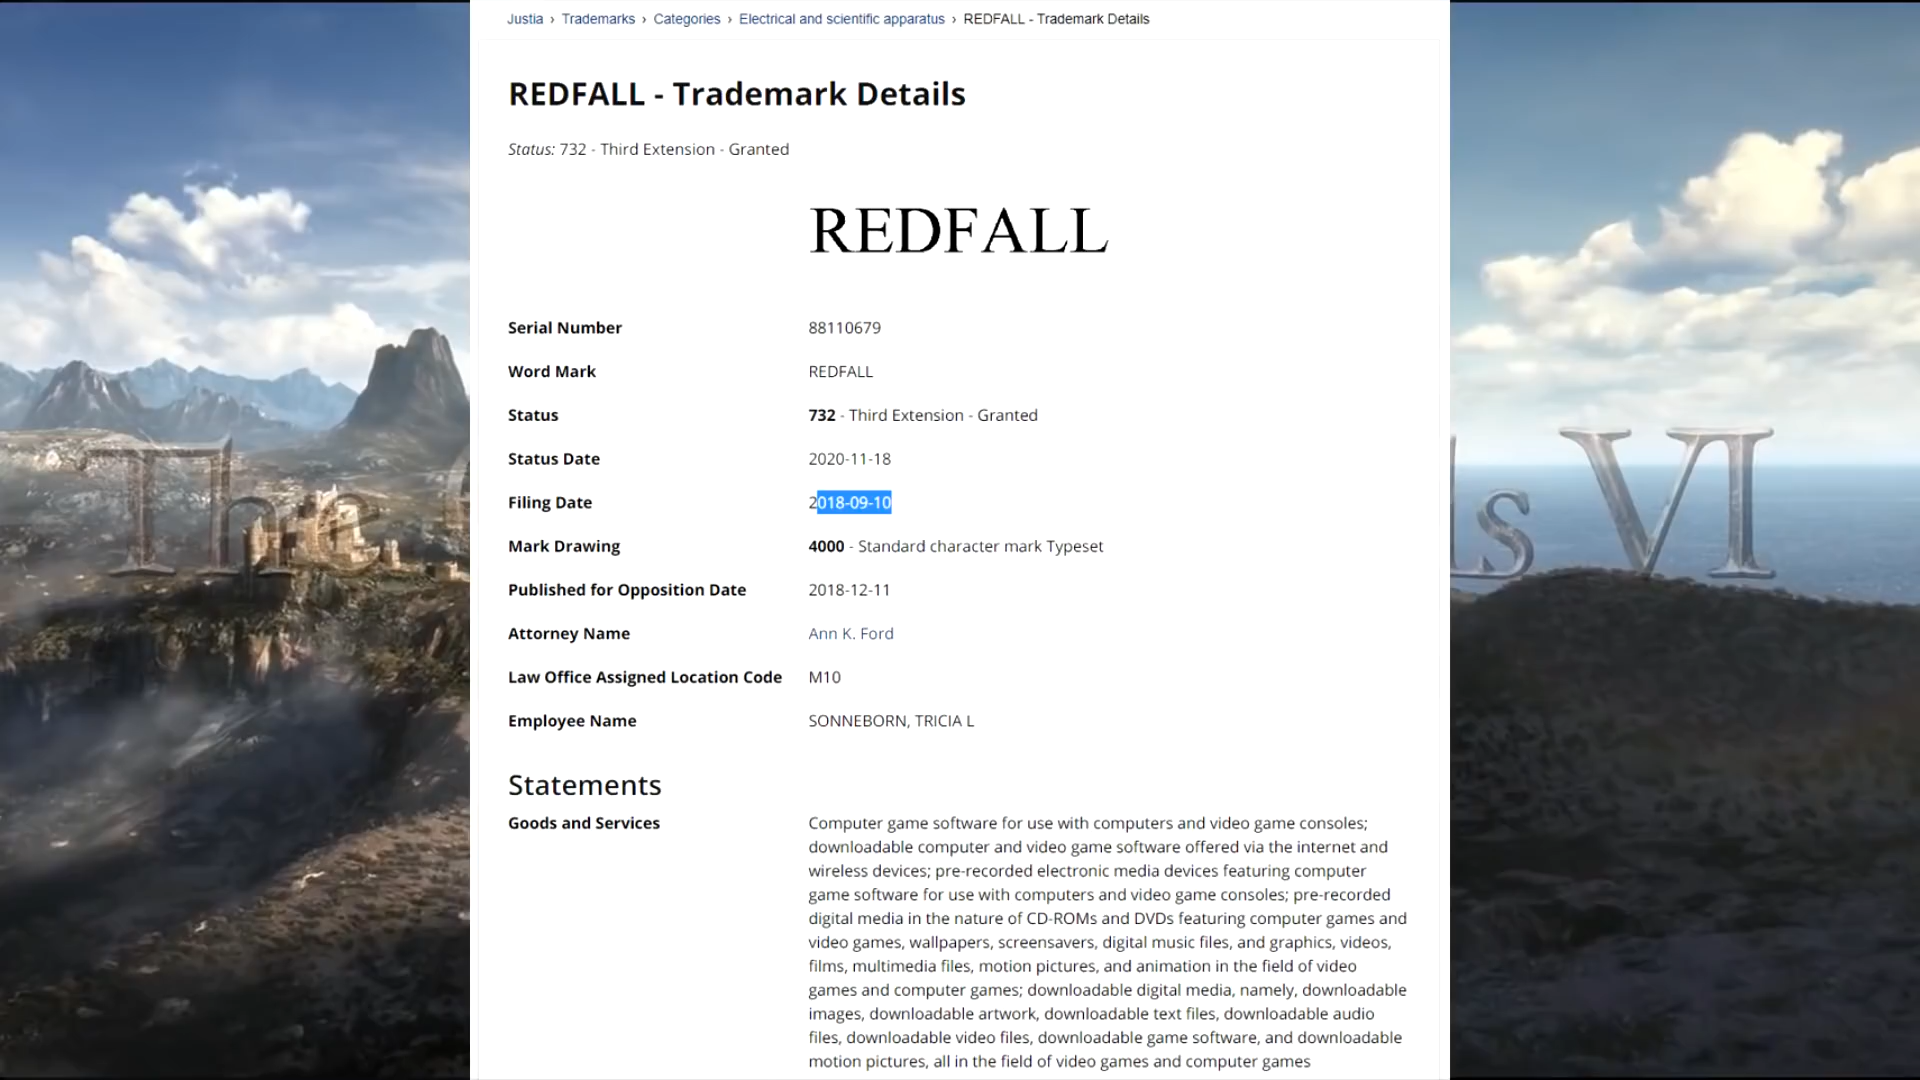 Justia › Trademarks › Categories › Electrical and scientific apparatus › REDFALL - Trademark Details
REDFALL - Trademark Details
Status: 732 - Third Extension - Granted
REDFALL
Serial Number 88110679
Word Mark REDFALL
Status 732 - Third Extension - Granted
Status Date 2020-11-18
Filing Date 2018-09-10
Mark Drawing 4000 - Standard character mark Typeset
Published for Opposition Date 2018-12-11
Attorney Name Ann K. Ford
Law Office Assigned Location Code M10
Employee Name SONNEBORN, TRICIA L
Statements
Goods and Services Computer game software for use with computers and video game consoles;
downloadable computer and video game software offered via the internet and
wireless devices; pre-recorded electronic media devices featuring computer
game software for use with computers and video game consoles; pre-recorded
digital media in the nature of CD-ROMs and DVDs featuring computer games and
video games, wallpapers, screensavers, digital music files, and graphics, videos,
films, multimedia files, motion pictures, and animation in the field of video
games and computer games; downloadable digital media, namely, downloadable
images, downloadable artwork, downloadable text files, downloadable audio
files, downloadable video files, downloadable game software, and downloadable
motion pictures, all in the field of video games and computer games
The
ls VI